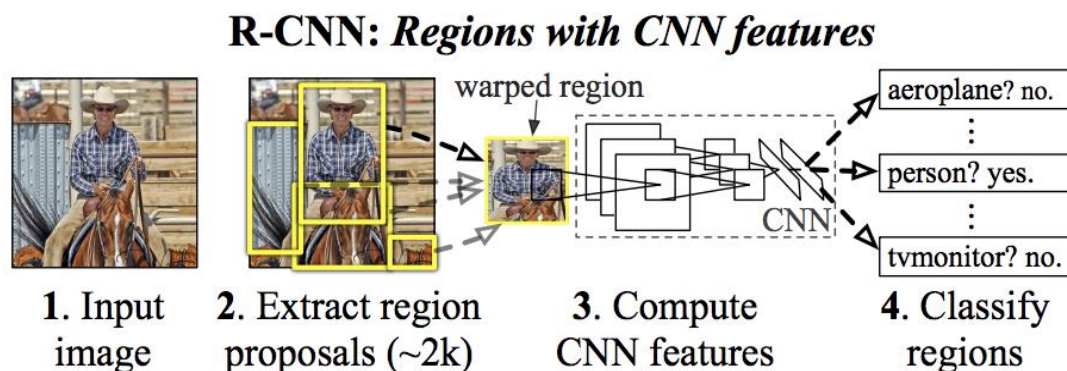 R-CNN: Regions with CNN features
warped region
aeroplane? no.
person? yes.
tvmonitor? no.
CNN
1. Input
image
2. Extract region
proposals (~2k)
3. Compute
CNN features
4. Classify
regions